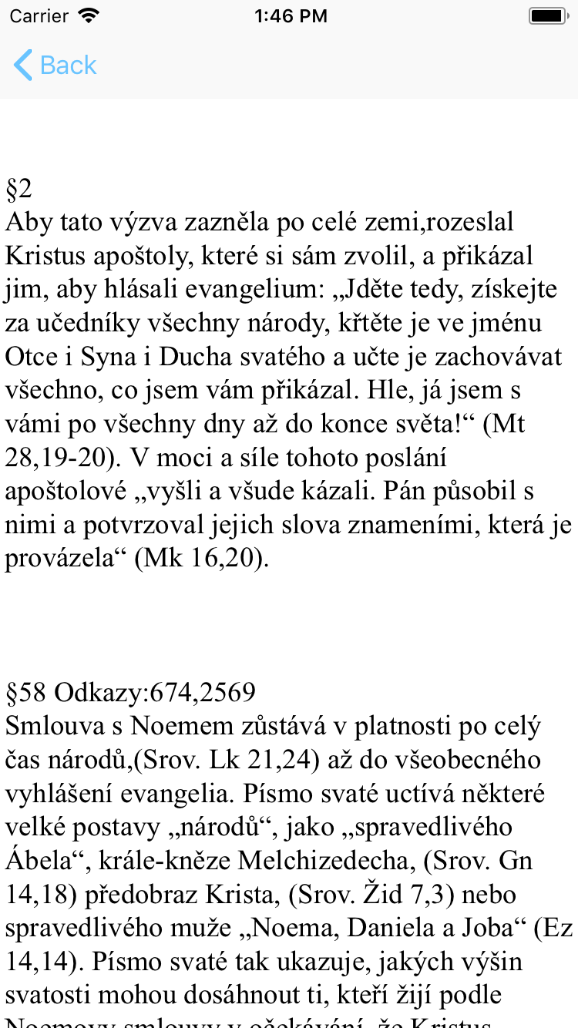 Carrier 1:46 PM
Back
§2
Aby tato výzva zazněla po celé zemi,rozeslal
Kristus apoštoly, které si sám zvolil, a přikázal
jim, aby hlásali evangelium: „Jděte tedy, získejte
za učedníky všechny národy, křtěte je ve jménu
Otce i Syna i Ducha svatého a učte je zachovávat
všechno, co jsem vám přikázal. Hle, já jsem s
vámi po všechny dny až do konce světa!“ (Mt
28,19-20). V moci a síle tohoto poslání
apoštolové „vyšli a všude kázali. Pán působil s
nimi a potvrzoval jejich slova znameními, která je
provázela“ (Mk 16,20).
§58 Odkazy:674,2569
Smlouva s Noemem zůstává v platnosti po celý
čas národů,(Srov. Lk 21,24) až do všeobecného
vyhlášení evangelia. Písmo svaté uctívá některé
velké postavy „národů“, jako „spravedlivého
Ábela“, krále-kněze Melchizedecha, (Srov. Gn
14,18) předobraz Krista, (Srov. Žid 7,3) nebo
spravedlivého muže „Noema, Daniela a Joba“ (Ez
14,14). Písmo svaté tak ukazuje, jakých výšin
svatosti mohou dosáhnout ti, kteří žijí podle
Noemovy smlouvy v očekávání, že Kristus